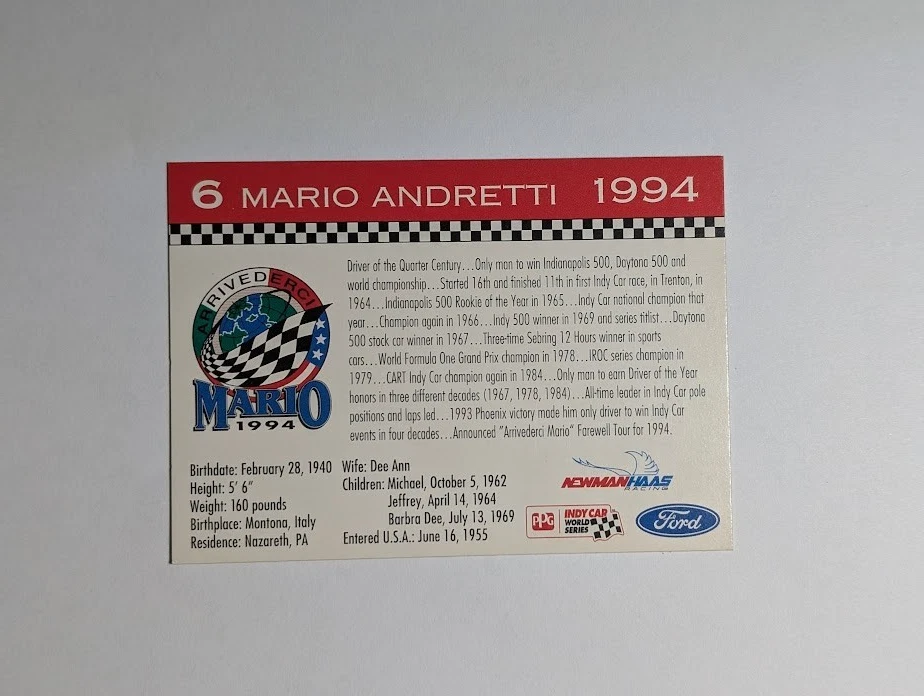 6 MARIO ANDRETTI 1994
ARRIVEDERCI
MARIO
1994
Driver of the Quarter Century...Only man to win Indianapolis 500, Daytona 500 and
world championship...Started 16th and finished 11th in first Indy Car race, in Trenton, in
1964...Indianapolis 500 Rookie of the Year in 1965...Indy Car national champion that
year...Champion again in 1966...Indy 500 winner in 1969 and series titlist...Daytona
500 stock car winner in 1967...Three-time Sebring 12 Hours winner in sports
cars...World Formula One Grand Prix champion in 1978...IROC series champion in
1979...CART Indy Car champion again in 1984...Only man to earn Driver of the Year
honors in three different decades (1967, 1978, 1984)...All-time leader in Indy Car pole
positions and laps led...1993 Phoenix victory made him only driver to win Indy Car
events in four decades...Announced "Arrivederci Mario" Farewell Tour for 1994.
Birthdate: February 28, 1940
Height: 5' 6"
Weight: 160 pounds
Birthplace: Montona, Italy
Residence: Nazareth, PA
Wife: Dee Ann
Children: Michael, October 5, 1962
Jeffrey, April 14, 1964
Barbra Dee, July 13, 1969
Entered U.S.A.: June 16, 1955
NEWMAN HAAS
RACING
PPG
INDY CAR
WORLD
SERIES
Ford